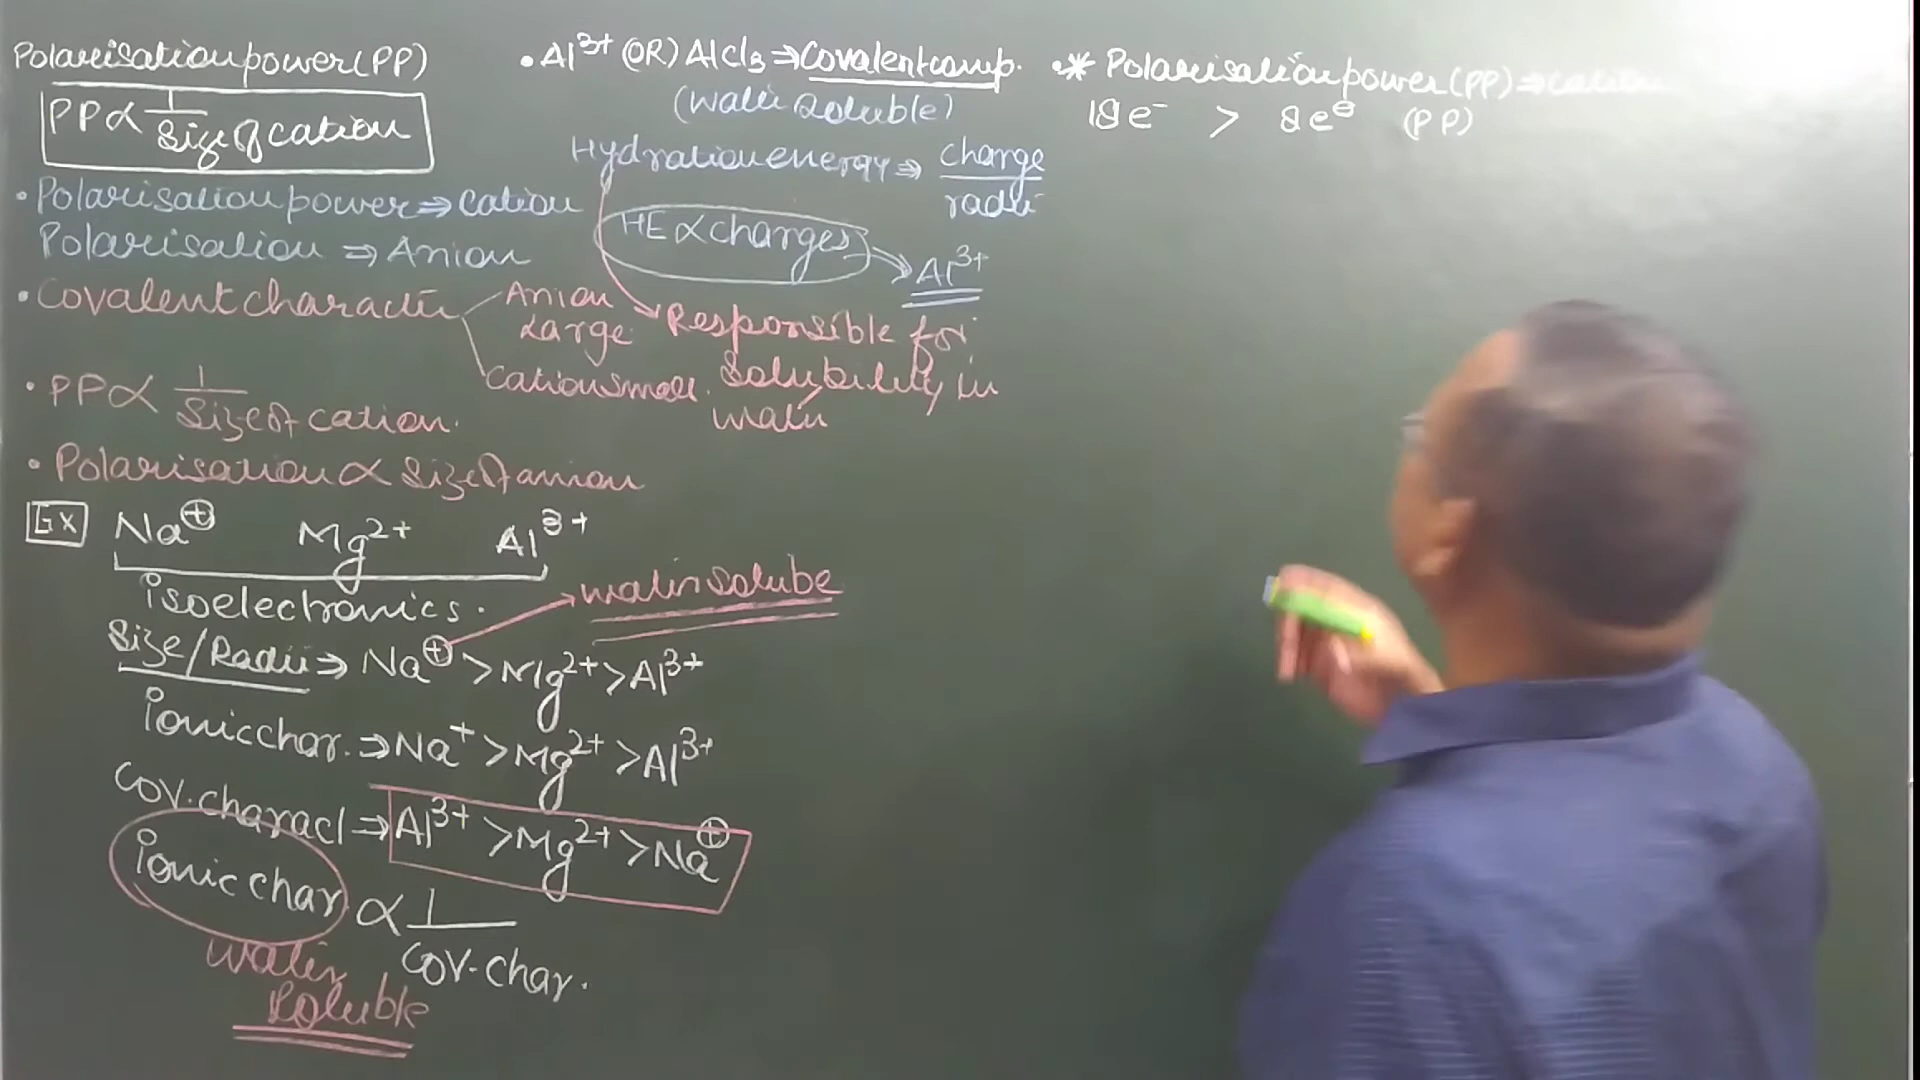 Polarisation power (PP)
PP ∝ 1/Size of cation
• Polarisation power ⇒ cation
Polarisation ⇒ Anion
• Covalent character
Anion Large
Cation small.
• PP ∝ 1/Size of cation.
• Polarisation ∝ Size of anion
Ex Na⊕ Mg2+ Al3+
isoelectronics.
water soluble
Size/Radii ⇒ Na⊕ > Mg2+ > Al3+
ionic char. ⇒ Na+ > Mg2+ > Al3+
Cov. charact ⇒ Al3+ > Mg2+ > Na⊕
ionic char. ∝ 1/Cov. Char.
water soluble
• Al3+ (OR) AlCl3 ⇒ Covalent comp.
(water soluble)
Hydration energy ⇒ charge/radii
HE ∝ charges
Al3+
Responsible for
Solubility in
water
• * Polarisation power (PP) ⇒ cation
18e- > 8e⊖ (PP)